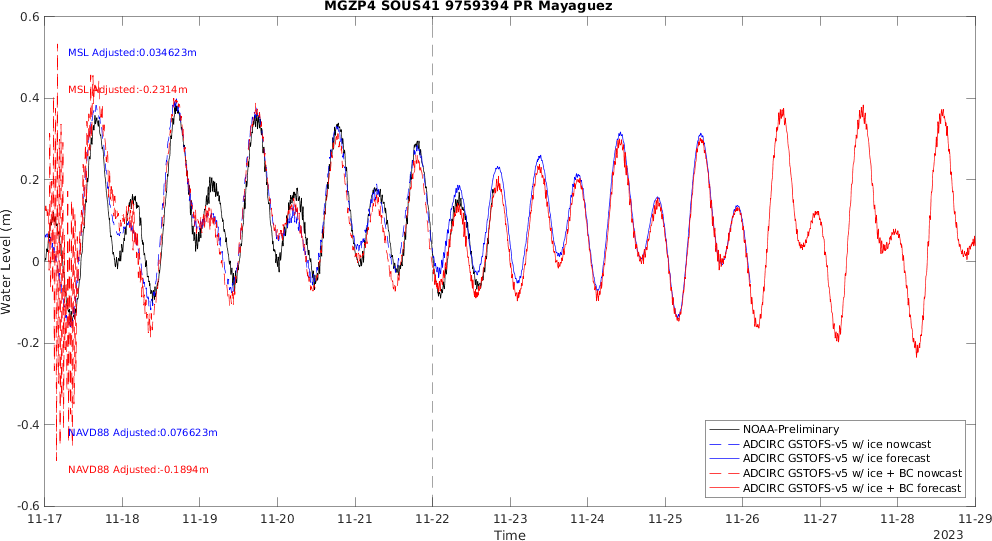 MGZP4 SOUS41 9759394 PR Mayaguez
Water Level (m)
0.6
0.4
0.2
0
-0.2
-0.4
-0.6
MSL Adjusted:0.034623m
MSL Adjusted:-0.2314m
NAVD88 Adjusted:0.076623m
NAVD88 Adjusted:-0.1894m
NOAA-Preliminary
ADCIRC GSTOFS-v5 w/ ice nowcast
ADCIRC GSTOFS-v5 w/ ice forecast
ADCIRC GSTOFS-v5 w/ ice + BC nowcast
ADCIRC GSTOFS-v5 w/ ice + BC forecast
11-17 11-18 11-19 11-20 11-21 11-22 11-23 11-24 11-25 11-26 11-27 11-28 11-29
Time
2023